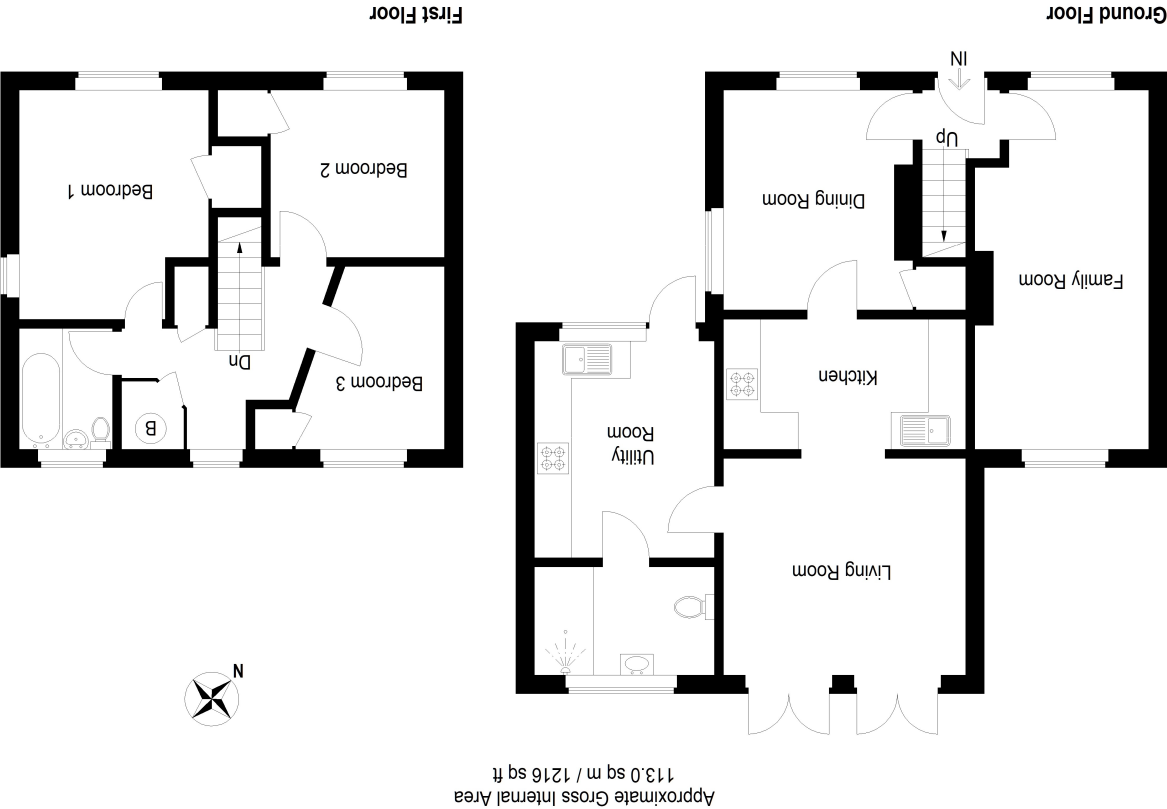 Approximate Gross Internal Area
113.0 sq m / 1216 sq ft
N
Living Room
Utility
Room
Kitchen
Family Room
Dining Room
Up
IN
Ground Floor
B
Bedroom 3
Dn
Bedroom 1
Bedroom 2
First Floor